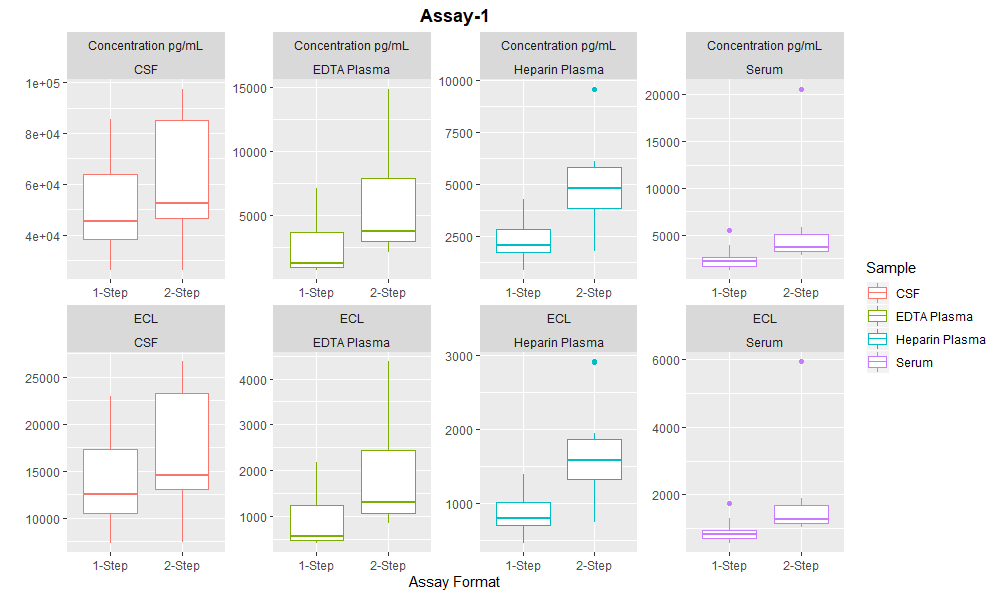 Assay-1
Concentration pg/mL
CSF
Concentration pg/mL
EDTA Plasma
Concentration pg/mL
Heparin Plasma
Concentration pg/mL
Serum
1e+05
8e+04
6e+04
4e+04
15000
10000
5000
10000
7500
5000
2500
20000
15000
10000
5000
1-Step 2-Step
1-Step 2-Step
1-Step 2-Step
1-Step 2-Step
ECL
CSF
ECL
EDTA Plasma
ECL
Heparin Plasma
ECL
Serum
25000
20000
15000
10000
4000
3000
2000
1000
3000
2000
1000
6000
4000
2000
1-Step 2-Step
1-Step 2-Step
1-Step 2-Step
1-Step 2-Step
Assay Format
Sample
CSF
EDTA Plasma
Heparin Plasma
Serum